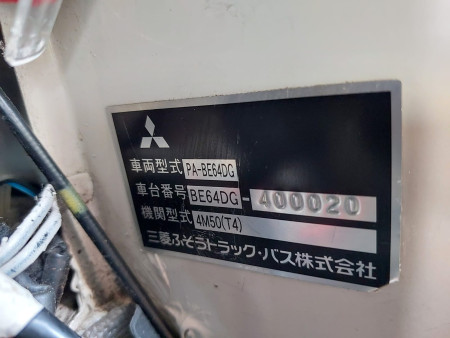 車両型式 PA-BE64DG
車台番号 BE64DG-400020
機関型式 4M50(T4)
三菱ふそうトラック・バス株式会社